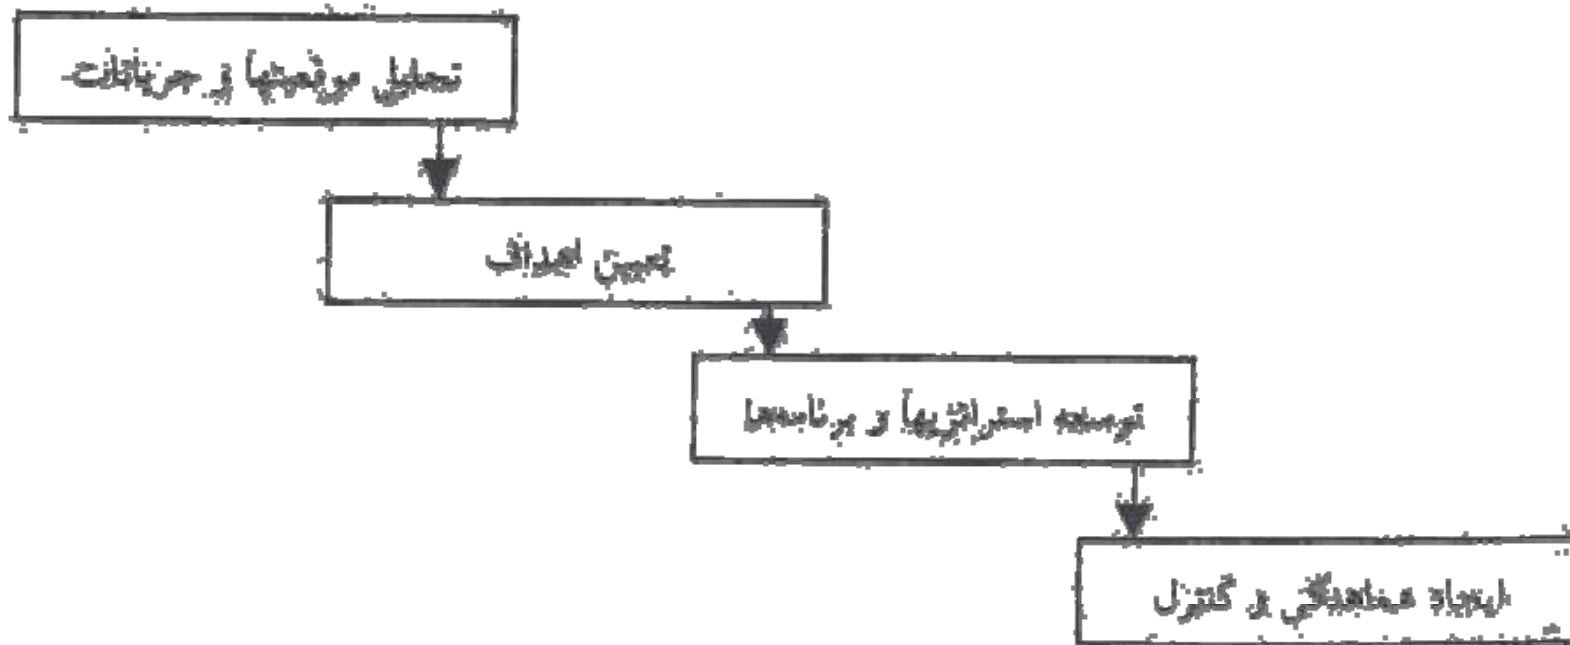 تحلیل موقعیتها و جریانات
تعیین اهداف
توسعه استراتژیها و برنامه‌ها
ایجاد هماهنگی و کنترل